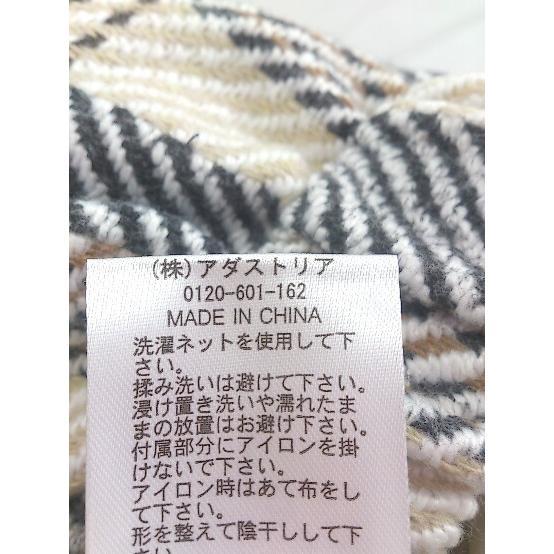 (株)アダストリア
0120-601-162
MADE IN CHINA
洗濯ネットを使用して下
さい。
揉み洗いは避けて下さい。
浸け置き洗いや濡れたま
まの放置はお避け下さい。
付属部分にアイロンを掛
けないで下さい。
アイロン時はあて布をし
て下さい。
形を整えて陰干しして下
さい